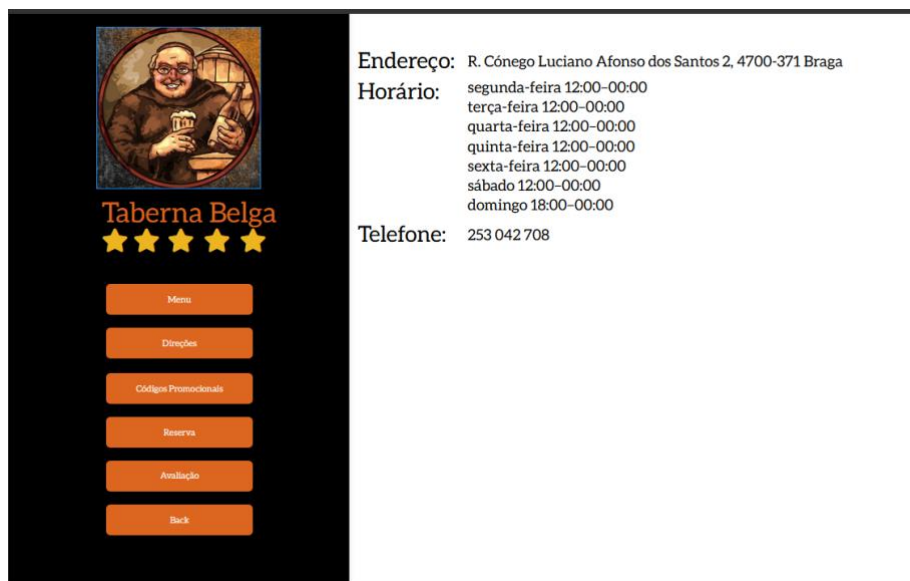 Taberna Belga
Menu
Direções
Códigos Promocionais
Reserva
Avaliação
Back
Endereço: R. Cónego Luciano Afonso dos Santos 2, 4700-371 Braga
Horário: segunda-feira 12:00–00:00
terça-feira 12:00–00:00
quarta-feira 12:00–00:00
quinta-feira 12:00–00:00
sexta-feira 12:00–00:00
sábado 12:00–00:00
domingo 18:00–00:00
Telefone: 253 042 708